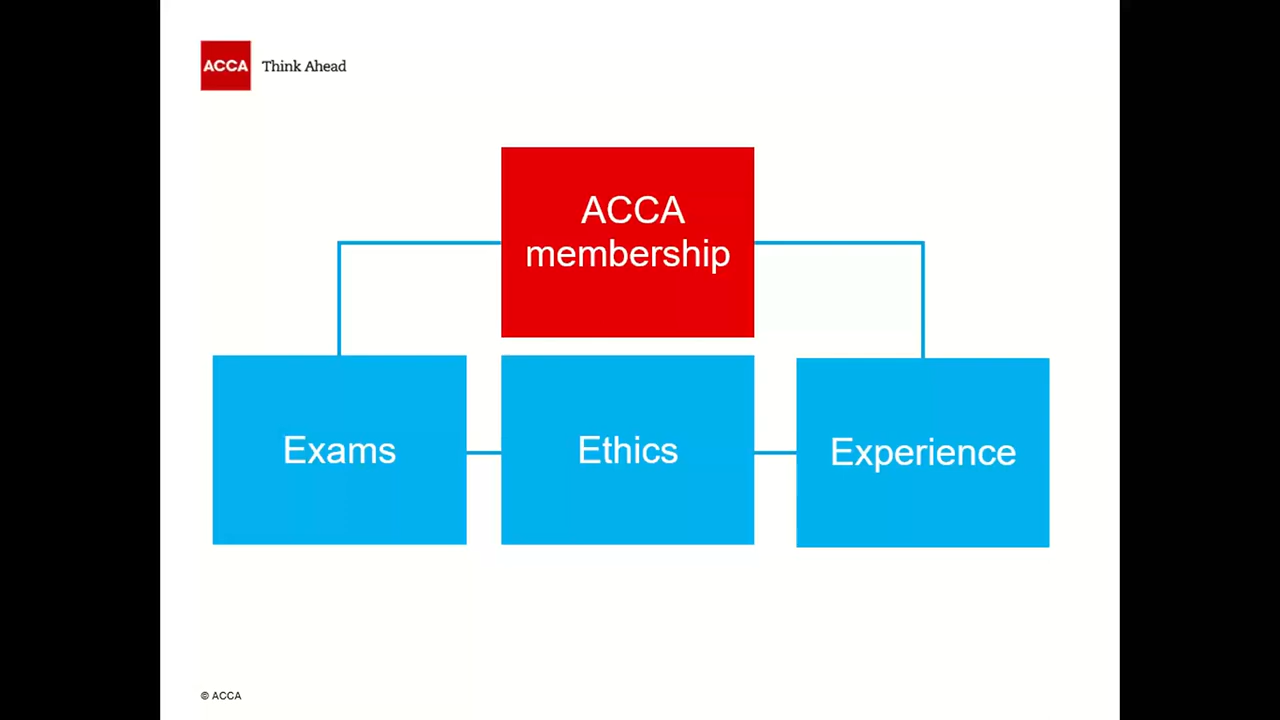 ACCA Think Ahead
ACCA
membership
Exams
Ethics
Experience
© ACCA